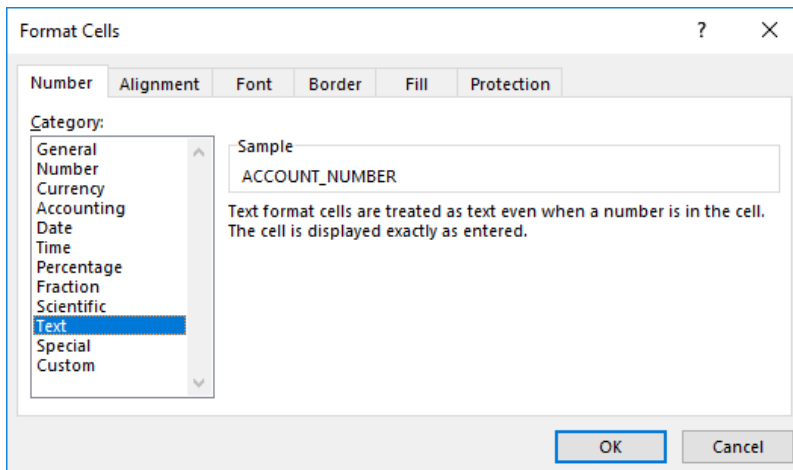 Format Cells
?
Number Alignment Font Border Fill Protection
Category:
General
Number
Currency
Accounting
Date
Time
Percentage
Fraction
Scientific
Text
Special
Custom
Sample
ACCOUNT_NUMBER
Text format cells are treated as text even when a number is in the cell.
The cell is displayed exactly as entered.
OK Cancel